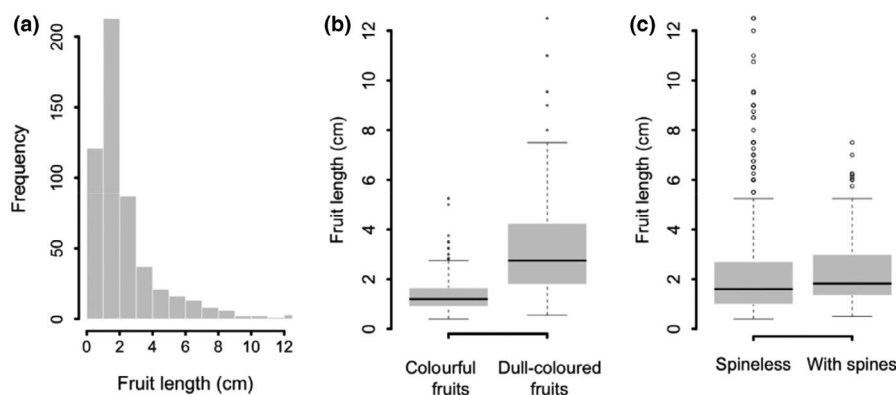 (a)
Frequency
200
150
100
50
0
0 2 4 6 8 10 12
Fruit length (cm)
(b)
Fruit length (cm)
12
10
8
6
4
2
0
Colourful fruits
Dull-coloured fruits
(c)
Fruit length (cm)
12
10
8
6
4
2
0
Spineless
With spines